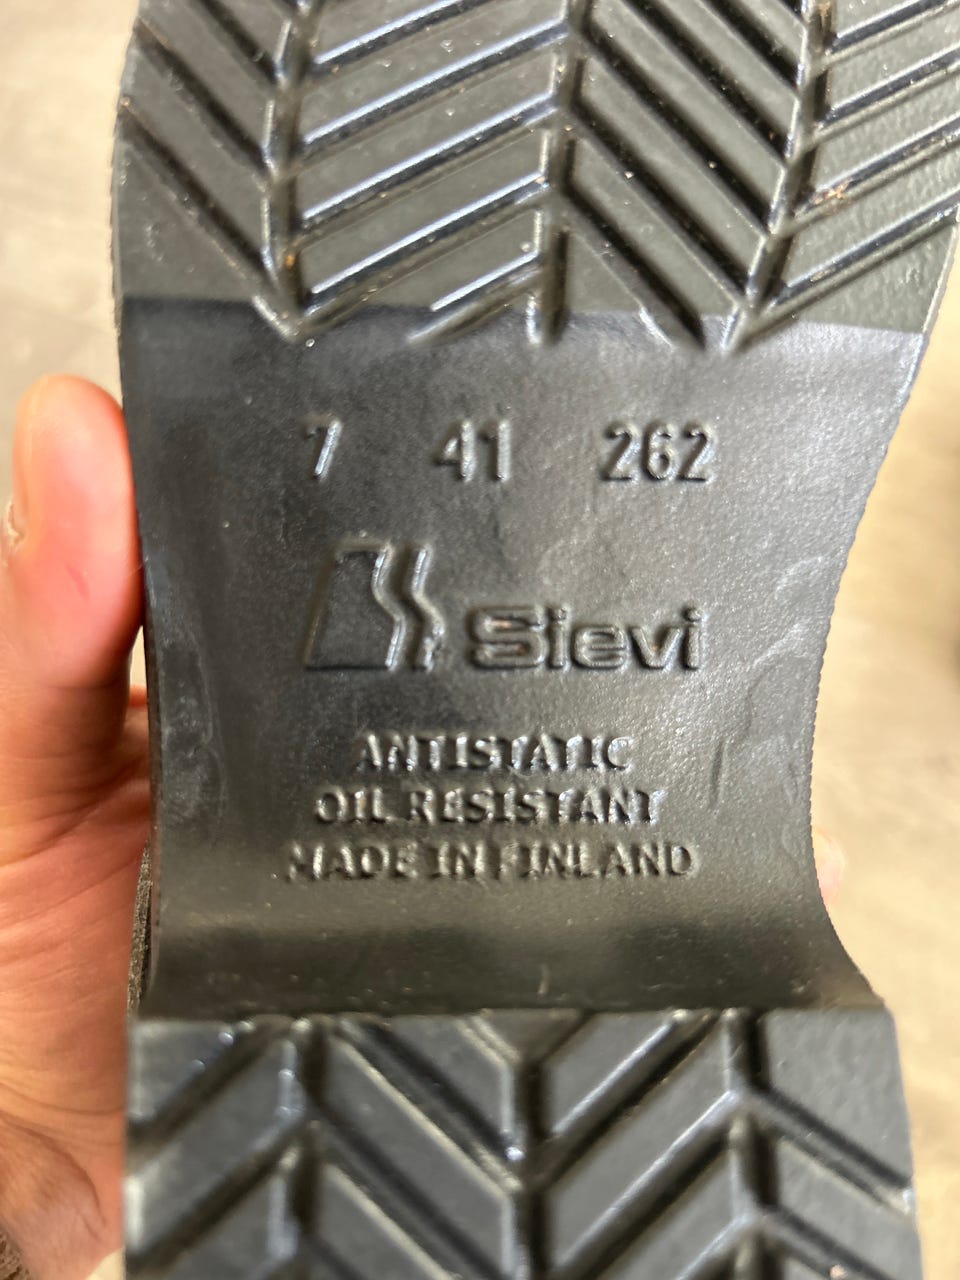 7 41 262
Sievi
ANTISTATIC
OIL RESISTANT
MADE IN FINLAND